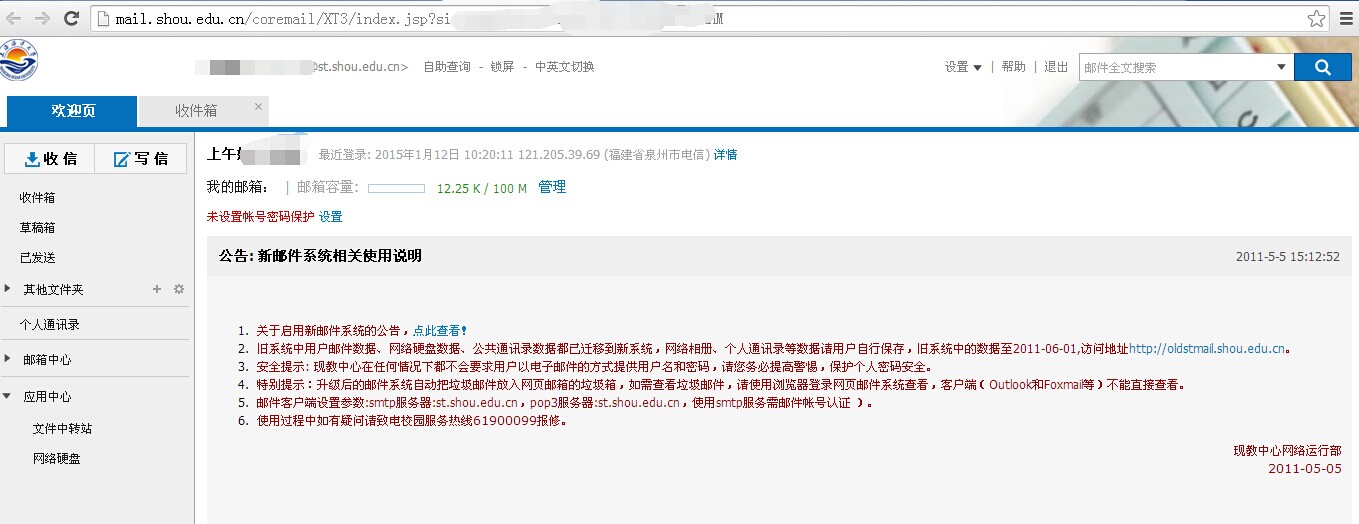 mail.shou.edu.cn/coremail/XT3/index.jsp?si
@st.shou.edu.cn> 自助查询 - 锁屏 - 中英文切换
设置 | 帮助 | 退出 邮件全文搜索
欢迎页 收件箱
收信 写信
收件箱
草稿箱
已发送
其他文件夹
个人通讯录
邮箱中心
应用中心
文件中转站
网络硬盘
上午 最近登录: 2015年1月12日 10:20:11 121.205.39.69 (福建省泉州市电信) 详情
我的邮箱: | 邮箱容量: 12.25 K / 100 M 管理
未设置帐号密码保护 设置
公告: 新邮件系统相关使用说明 2011-5-5 15:12:52
1. 关于启用新邮件系统的公告，点此查看!
2. 旧系统中用户邮件数据、网络硬盘数据、公共通讯录数据都已迁移到新系统，网络相册、个人通讯录等数据请用户自行保存，旧系统中的数据至2011-06-01,访问地址http://oldstmail.shou.edu.cn。
3. 安全提示: 现教中心在任何情况下都不会要求用户以电子邮件的方式提供用户名和密码，请您务必提高警惕，保护个人密码安全。
4. 特别提示：升级后的邮件系统自动把垃圾邮件放入网页邮箱的垃圾箱，如需查看垃圾邮件，请使用浏览器登录网页邮件系统查看，客户端（ Outlook和Foxmail等）不能直接查看。
5. 邮件客户端设置参数:smtp服务器:st.shou.edu.cn，pop3服务器:st.shou.edu.cn，使用smtp服务需邮件帐号认证 ）。
6. 使用过程中如有疑问请致电校园服务热线61900099报修。
现教中心网络运行部
2011-05-05